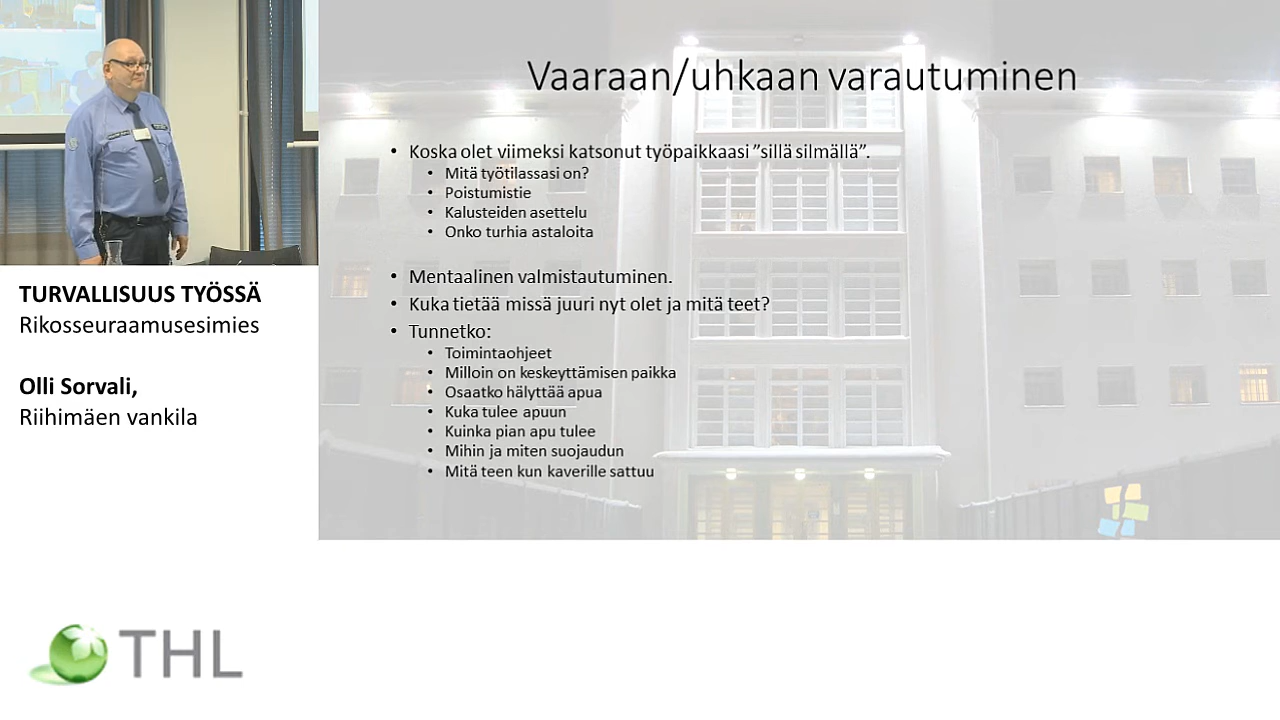 Vaaraan/uhkaan varautuminen
• Koska olet viimeksi katsonut työpaikkaasi ”sillä silmällä”.
• Mitä työtilassasi on?
• Poistumistie
• Kalusteiden asettelu
• Onko turhia astaloita
• Mentaalinen valmistautuminen.
• Kuka tietää missä juuri nyt olet ja mitä teet?
• Tunnetko:
• Toimintaohjeet
• Milloin on keskeyttämisen paikka
• Osaatko hälyttää apua
• Kuka tulee apuun
• Kuinka pian apu tulee
• Mihin ja miten suojaudun
• Mitä teen kun kaverille sattuu
TURVALLISUUS TYÖSSÄ
Rikosseuraamusesimies
Olli Sorvali,
Riihimäen vankila
THL